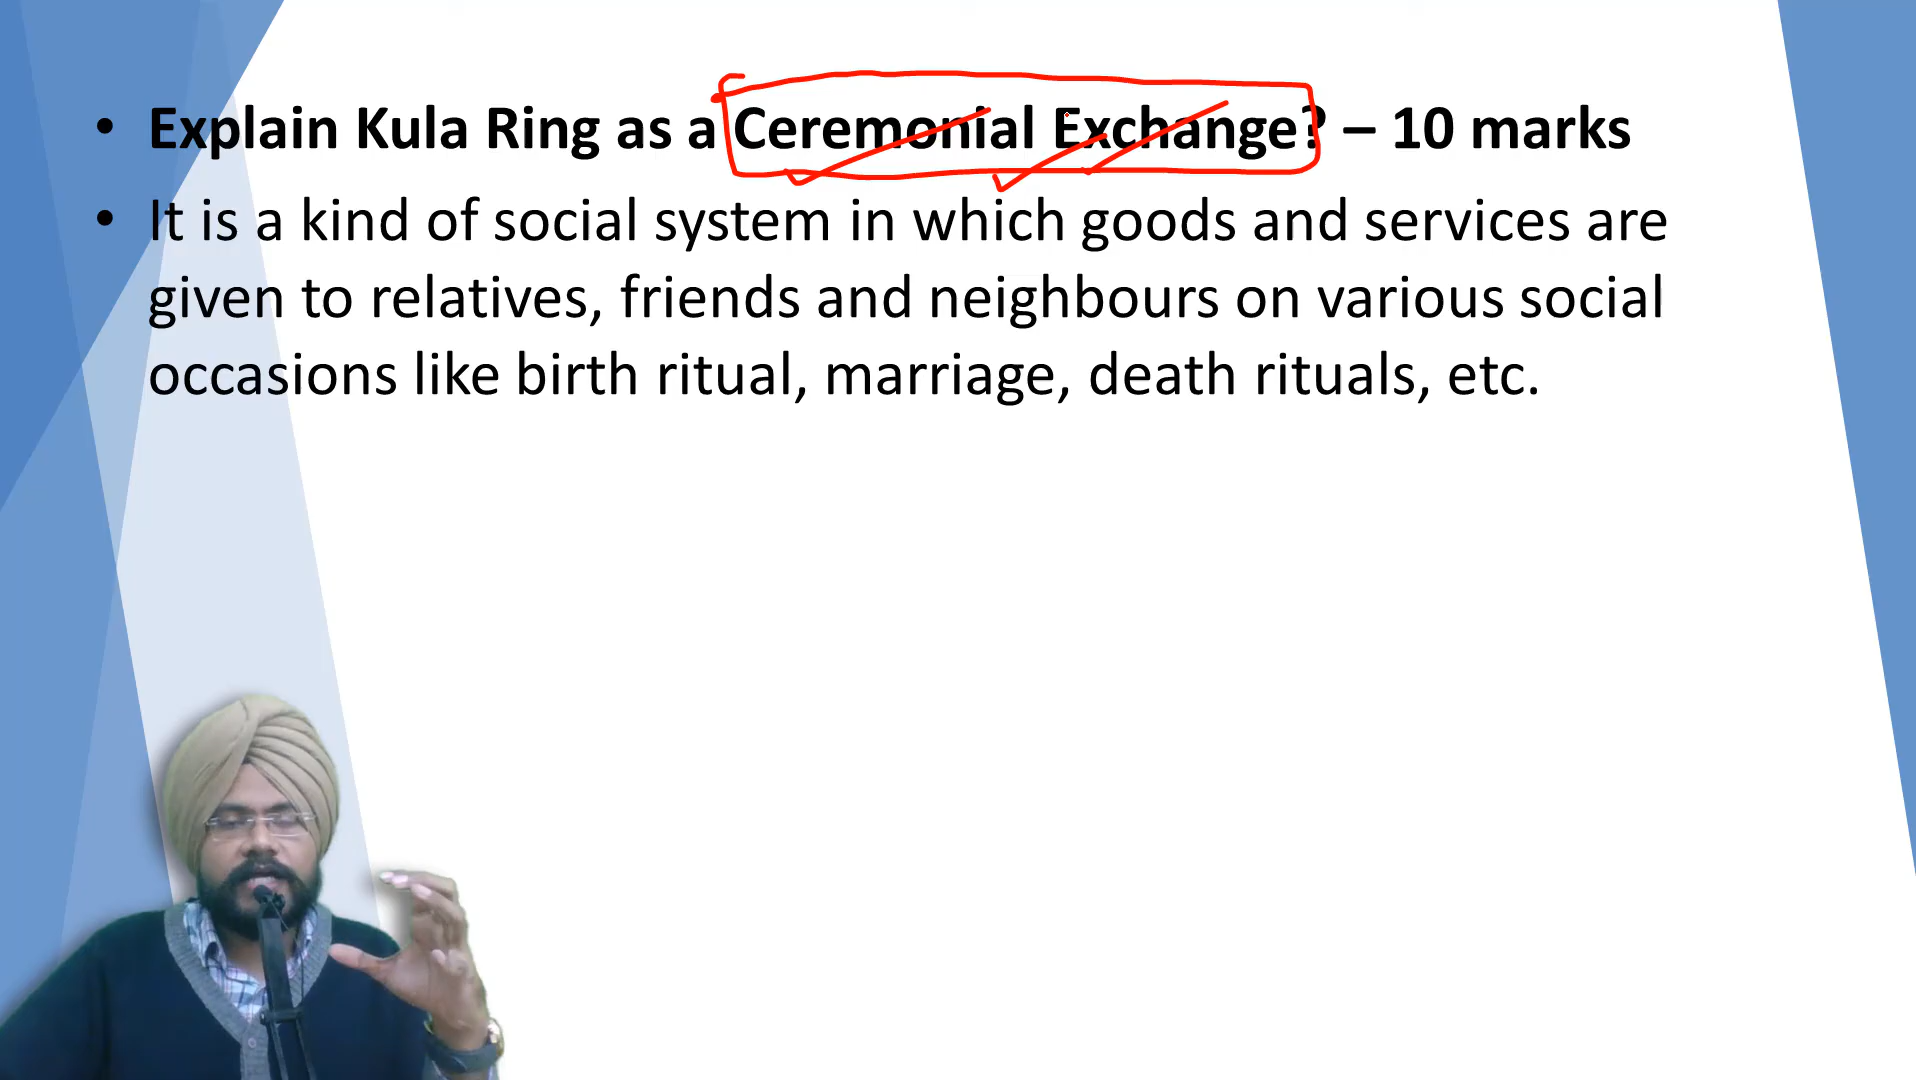 • Explain Kula Ring as a Ceremonial Exchange? – 10 marks
• It is a kind of social system in which goods and services are
given to relatives, friends and neighbours on various social
occasions like birth ritual, marriage, death rituals, etc.